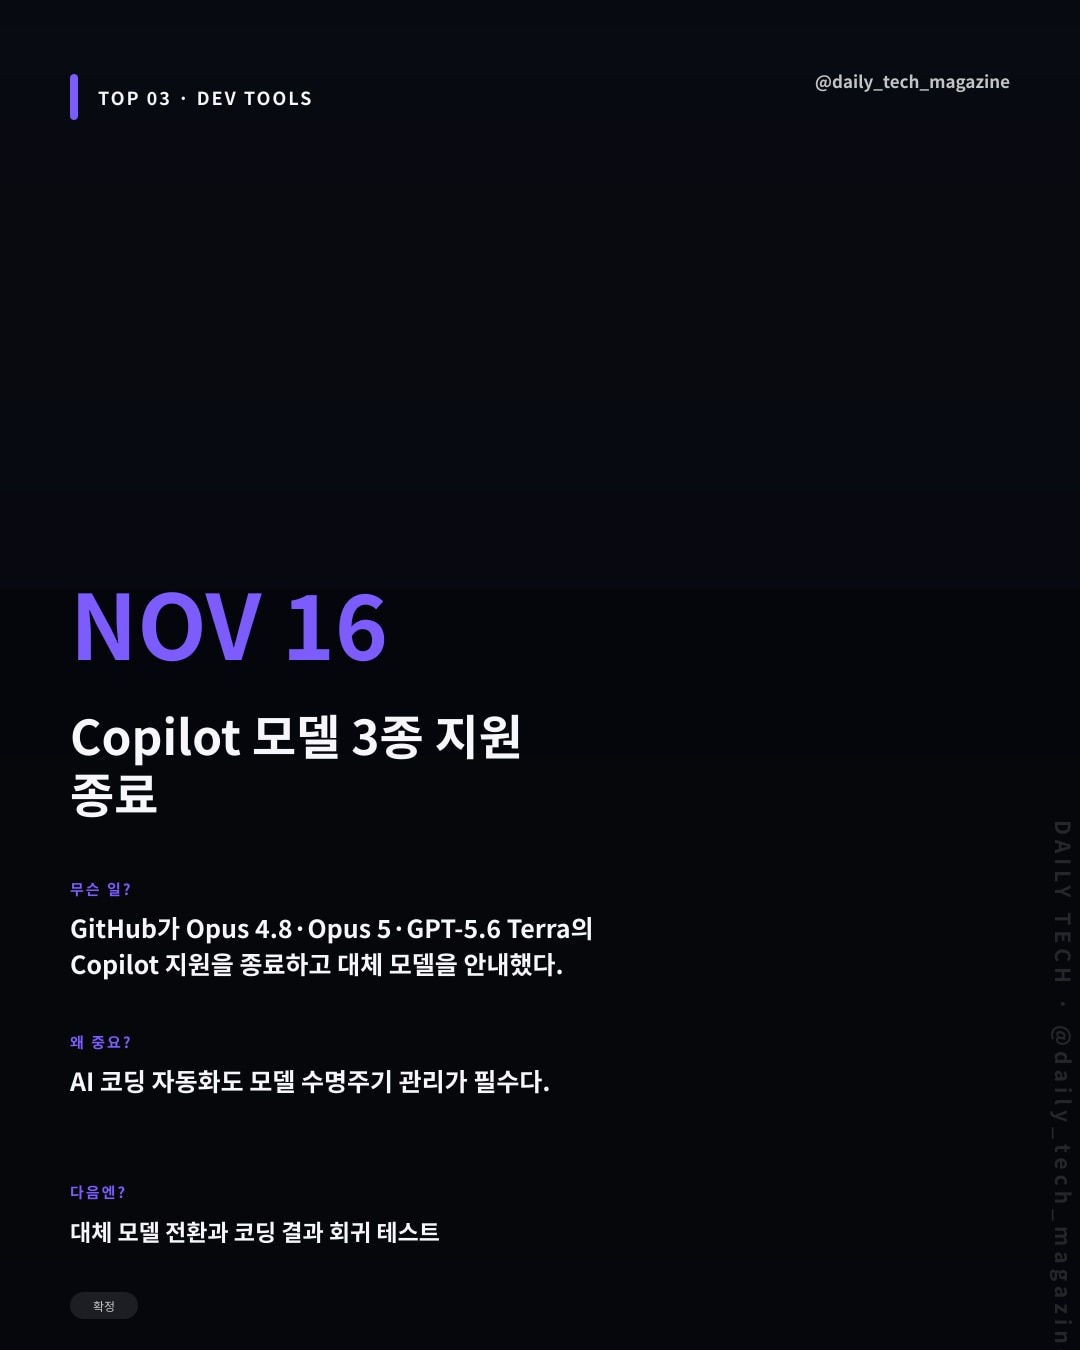 TOP 03 · DEV TOOLS
@daily_tech_magazine
NOV 16
Copilot 모델 3종 지원
종료
무슨 일?
GitHub가 Opus 4.8·Opus 5·GPT-5.6 Terra의
Copilot 지원을 종료하고 대체 모델을 안내했다.
왜 중요?
AI 코딩 자동화도 모델 수명주기 관리가 필수다.
다음엔?
대체 모델 전환과 코딩 결과 회귀 테스트
확정
DAILY TECH · @daily_tech_magazin